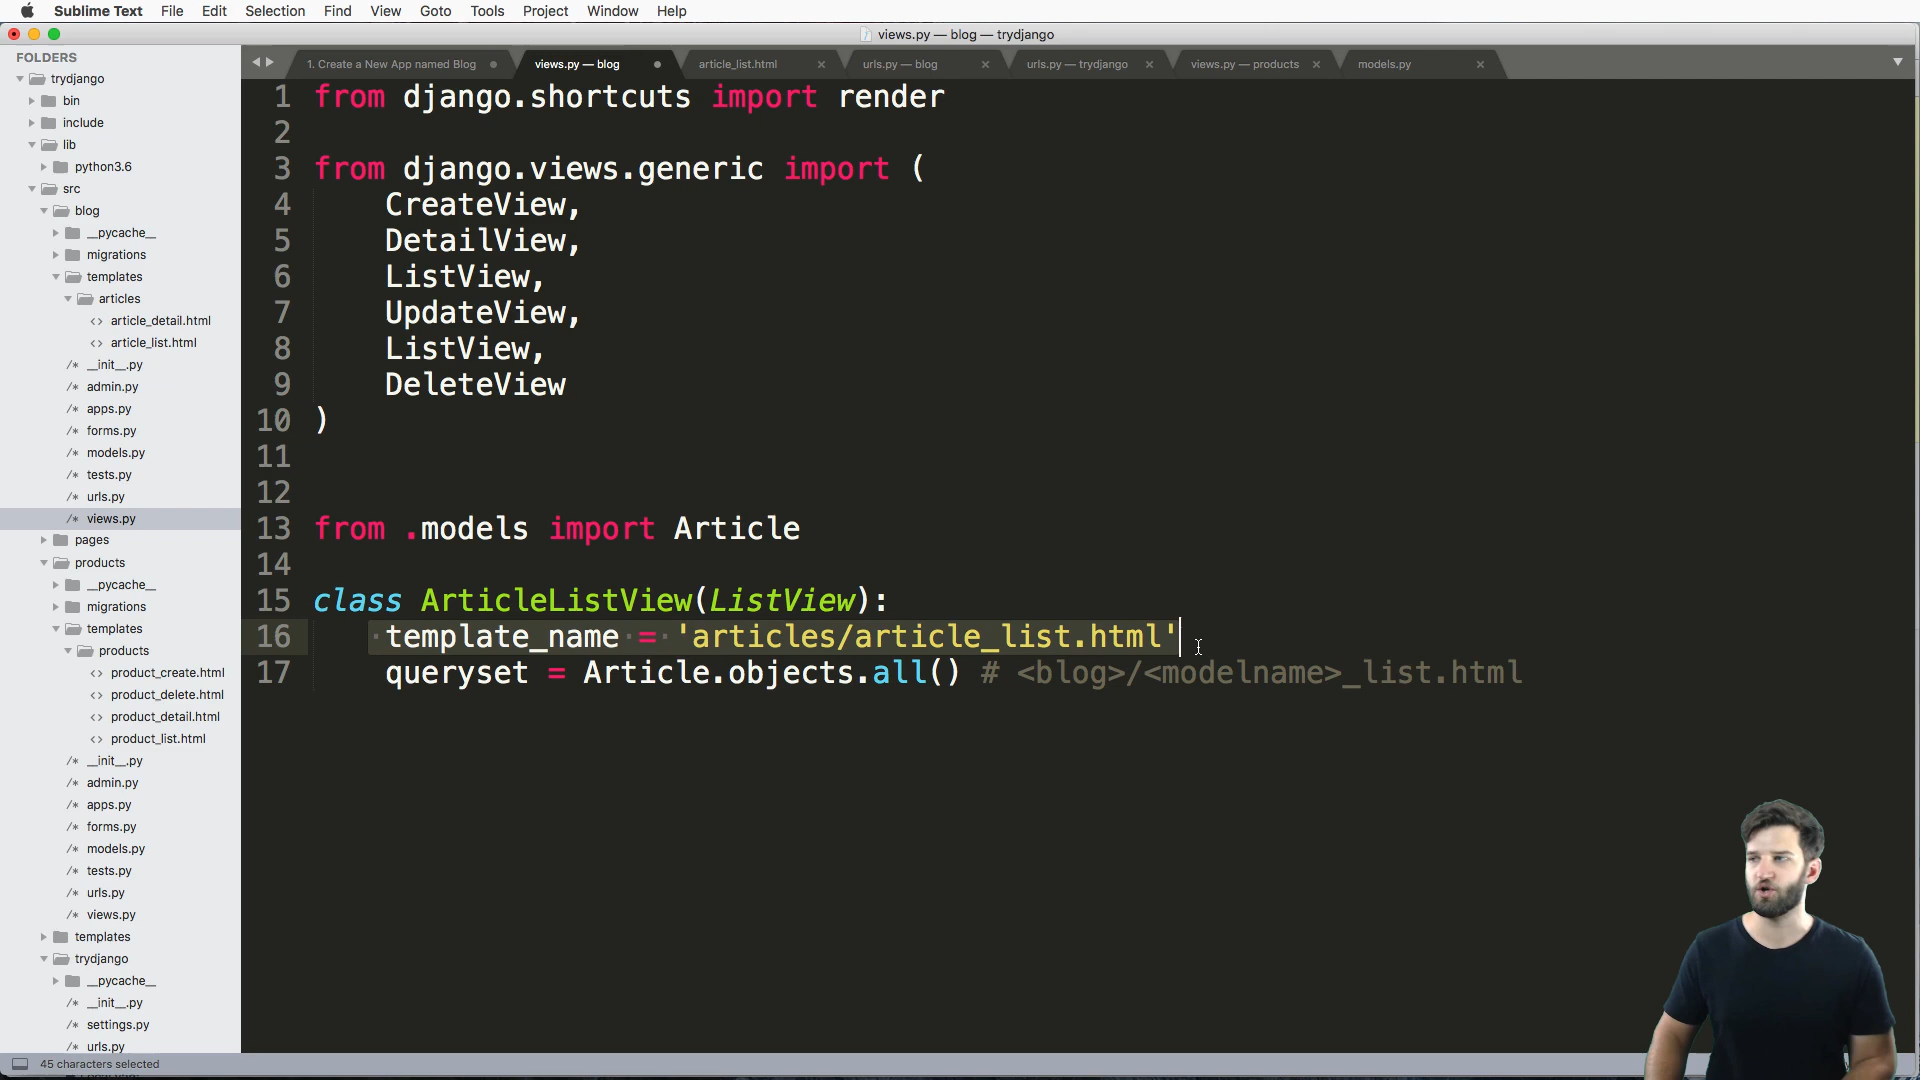 Sublime Text File Edit Selection Find View Goto Tools Project Window Help
views.py — blog — trydjango
FOLDERS
trydjango
bin
include
lib
python3.6
src
blog
__pycache__
migrations
templates
articles
article_detail.html
article_list.html
__init__.py
admin.py
apps.py
forms.py
models.py
tests.py
urls.py
views.py
pages
products
__pycache__
migrations
templates
products
product_create.html
product_delete.html
product_detail.html
product_list.html
__init__.py
admin.py
apps.py
forms.py
models.py
tests.py
urls.py
views.py
templates
trydjango
__pycache__
__init__.py
settings.py
urls.py
1. Create a New App named Blog views.py — blog article_list.html urls.py — blog urls.py — trydjango views.py — products models.py
1 from django.shortcuts import render
2
3 from django.views.generic import (
4 CreateView,
5 DetailView,
6 ListView,
7 UpdateView,
8 ListView,
9 DeleteView
10 )
11
12
13 from .models import Article
14
15 class ArticleListView(ListView):
16 template_name = 'articles/article_list.html'
17 queryset = Article.objects.all() # <blog>/<modelname>_list.html
45 characters selected